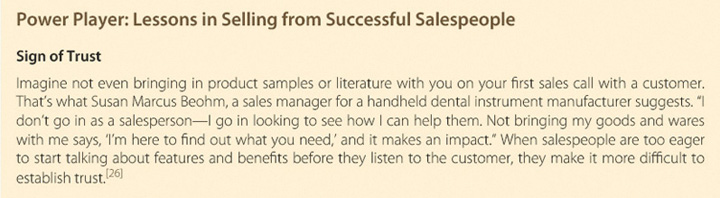 Power Player: Lessons in Selling from Successful Salespeople
Sign of Trust
Imagine not even bringing in product samples or literature with you on your first sales call with a customer.
That's what Susan Marcus Beohm, a sales manager for a handheld dental instrument manufacturer suggests. "I
don't go in as a salesperson—I go in looking to see how I can help them. Not bringing my goods and wares
with me says, 'I'm here to find out what you need,' and it makes an impact." When salespeople are too eager
to start talking about features and benefits before they listen to the customer, they make it more difficult to
establish trust.[26]